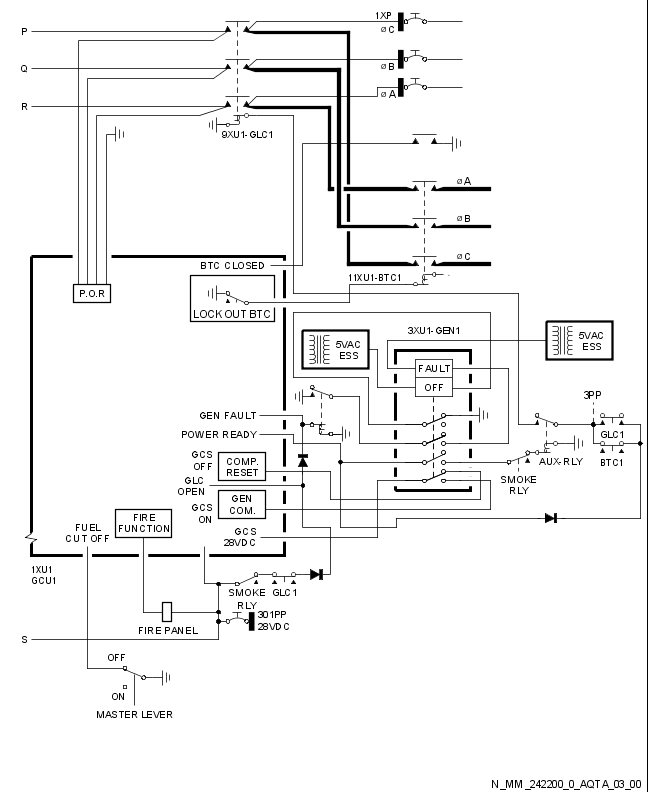 1XP
P
ø C
Q
ø B
R
ø A
9XU1-GLC1
ø A
ø B
ø C
BTC CLOSED
11XU1-BTC1
P.O.R
LOCK OUT BTC
3XU1-GEN1
5VAC
ESS
5VAC
ESS
FAULT
OFF
3PP
GEN FAULT
POWER READY
GLC1
AUX-RLY
BTC1
GCS
OFF
COMP.
RESET
SMOKE
RLY
GLC
OPEN
GCS
ON
GEN
COM.
FUEL
CUT OFF
FIRE
FUNCTION
GCS
28VDC
1XU1
GCU1
SMOKE
RLY
GLC1
301PP
28VDC
FIRE PANEL
S
OFF
ON
MASTER LEVER
N_MM_242200_0_AQTA_03_00